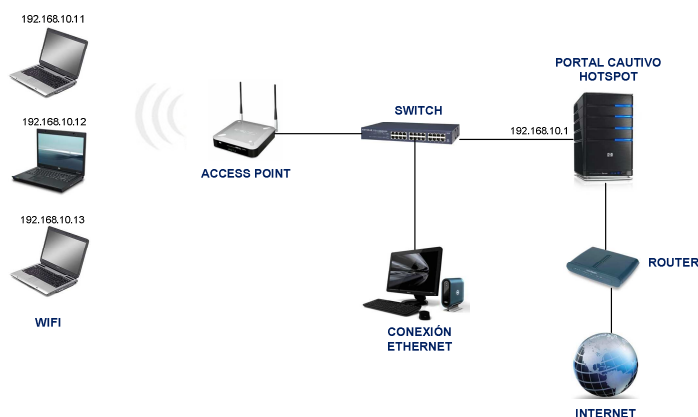 192.168.10.11
192.168.10.12
192.168.10.13
WIFI
ACCESS POINT
SWITCH
192.168.10.1
PORTAL CAUTIVO
HOTSPOT
CONEXIÓN
ETHERNET
ROUTER
INTERNET